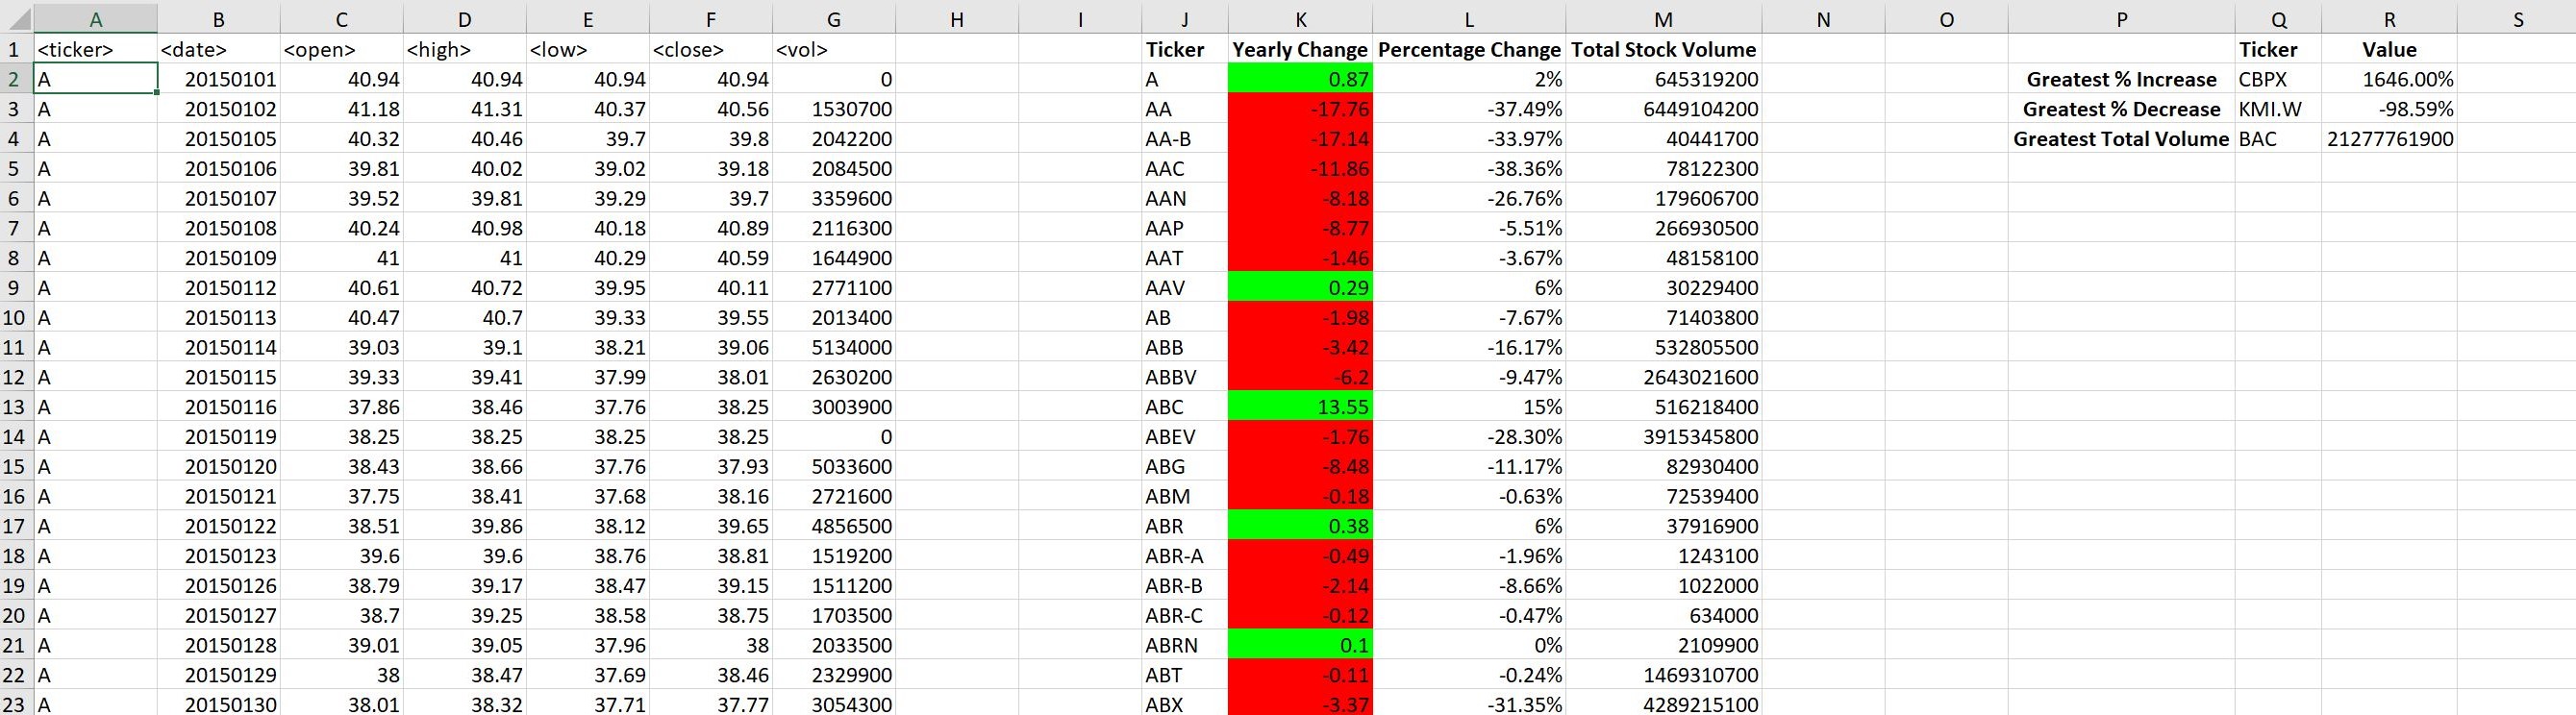 A B C D E F G H I J K L M N O P Q R S
1 <ticker> <date> <open> <high> <low> <close> <vol> Ticker Yearly Change Percentage Change Total Stock Volume Ticker Value
2 A 20150101 40.94 40.94 40.94 40.94 0 A 0.87 2% 645319200 Greatest % Increase CBPX 1646.00%
3 A 20150102 41.18 41.31 40.37 40.56 1530700 AA -17.76 -37.49% 6449104200 Greatest % Decrease KMI.W -98.59%
4 A 20150105 40.32 40.46 39.7 39.8 2042200 AA-B -17.14 -33.97% 40441700 Greatest Total Volume BAC 21277761900
5 A 20150106 39.81 40.02 39.02 39.18 2084500 AAC -11.86 -38.36% 78122300
6 A 20150107 39.52 39.81 39.29 39.7 3359600 AAN -8.18 -26.76% 179606700
7 A 20150108 40.24 40.98 40.18 40.89 2116300 AAP -8.77 -5.51% 266930500
8 A 20150109 41 41 40.29 40.59 1644900 AAT -1.46 -3.67% 48158100
9 A 20150112 40.61 40.72 39.95 40.11 2771100 AAV 0.29 6% 30229400
10 A 20150113 40.47 40.7 39.33 39.55 2013400 AB -1.98 -7.67% 71403800
11 A 20150114 39.03 39.1 38.21 39.06 5134000 ABB -3.42 -16.17% 532805500
12 A 20150115 39.33 39.41 37.99 38.01 2630200 ABBV -6.2 -9.47% 2643021600
13 A 20150116 37.86 38.46 37.76 38.25 3003900 ABC 13.55 15% 516218400
14 A 20150119 38.25 38.25 38.25 38.25 0 ABEV -1.76 -28.30% 3915345800
15 A 20150120 38.43 38.66 37.76 37.93 5033600 ABG -8.48 -11.17% 82930400
16 A 20150121 37.75 38.41 37.68 38.16 2721600 ABM -0.18 -0.63% 72539400
17 A 20150122 38.51 39.86 38.12 39.65 4856500 ABR 0.38 6% 37916900
18 A 20150123 39.6 39.6 38.76 38.81 1519200 ABR-A -0.49 -1.96% 1243100
19 A 20150126 38.79 39.17 38.47 39.15 1511200 ABR-B -2.14 -8.66% 1022000
20 A 20150127 38.7 39.25 38.58 38.75 1703500 ABR-C -0.12 -0.47% 634000
21 A 20150128 39.01 39.05 37.96 38 2033500 ABRN 0.1 0% 2109900
22 A 20150129 38 38.47 37.69 38.46 2329900 ABT -0.11 -0.24% 1469310700
23 A 20150130 38.01 38.32 37.71 37.77 3054300 ABX -3.37 -31.35% 4289215100